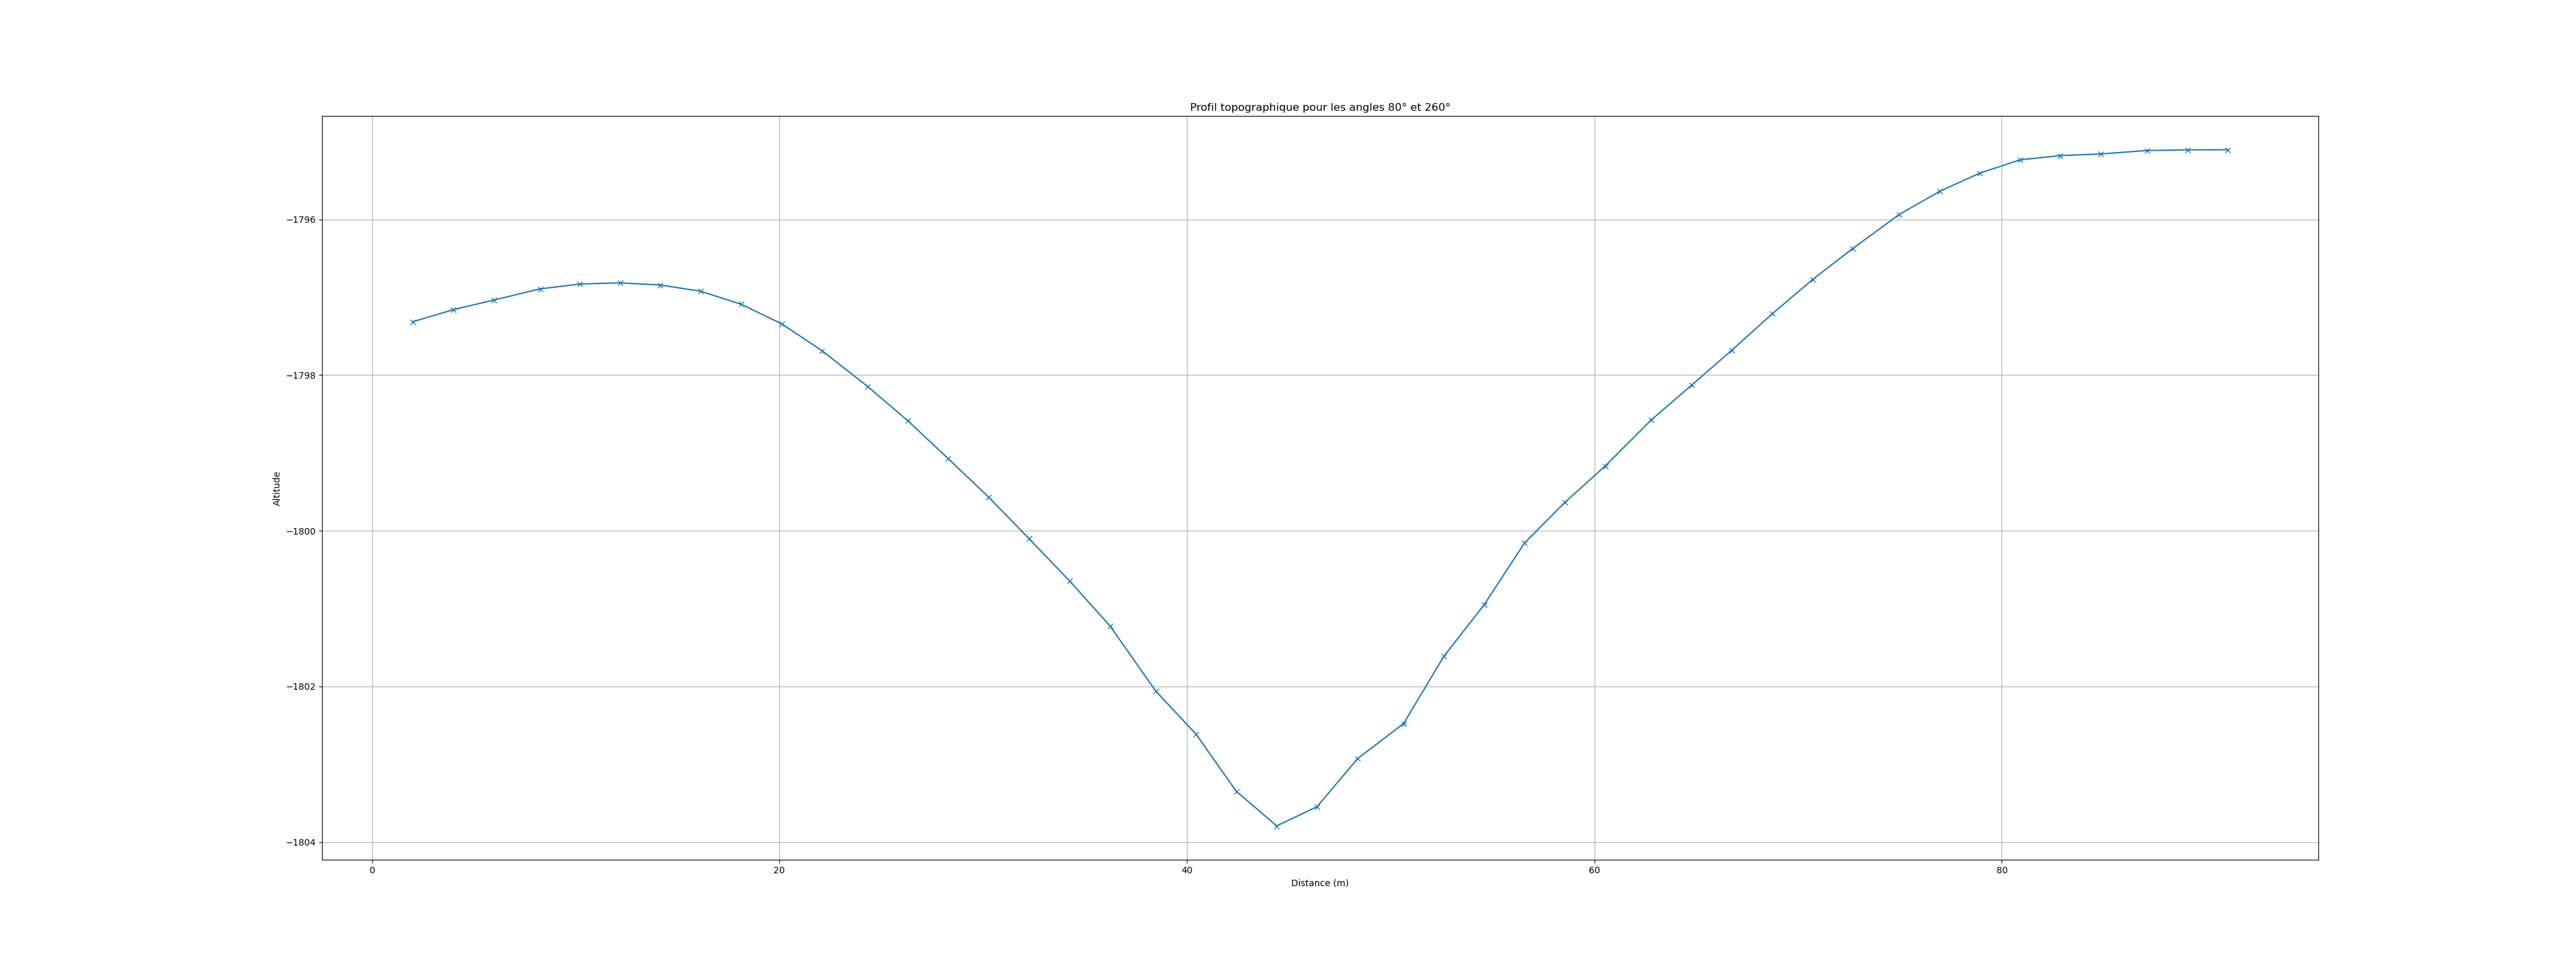 Profil topographique pour les angles 80° et 260°
Altitude
−1796
−1798
−1800
−1802
−1804
0 20 40 60 80
Distance (m)